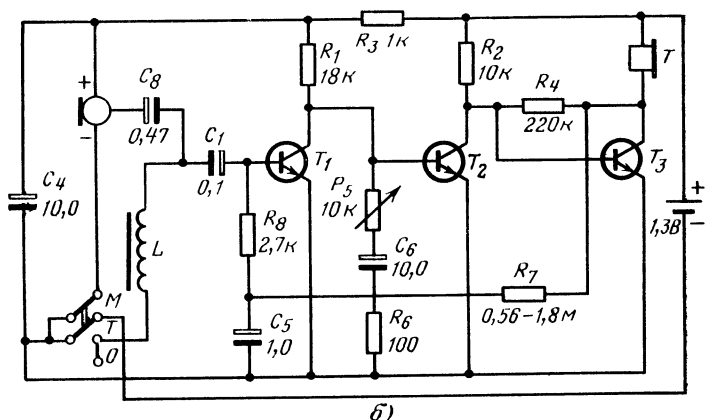 R₃ 1к
R₁
18к
R₂
10к
T
+
C₈
R₄
-
0,47
220к
C₁
T₁
T₂
T₃
0,1
C₄
10,0
P₅
10к
+
-
1,3В
R₈
2,7к
L
C₆
10,0
R₇
0,56-1,8м
М
Т
О
C₅
1,0
R₆
100
б)